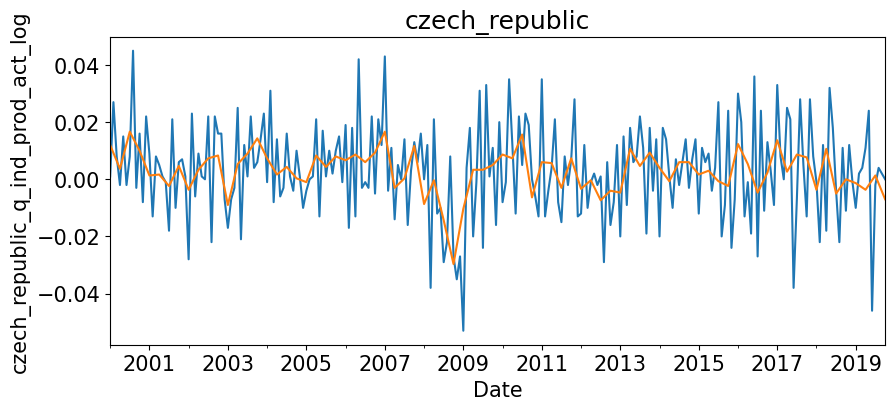 czech_republic
czech_republic_q_ind_prod_act_log
0.04
0.02
0.00
−0.02
−0.04
2001 2003 2005 2007 2009 2011 2013 2015 2017 2019
Date